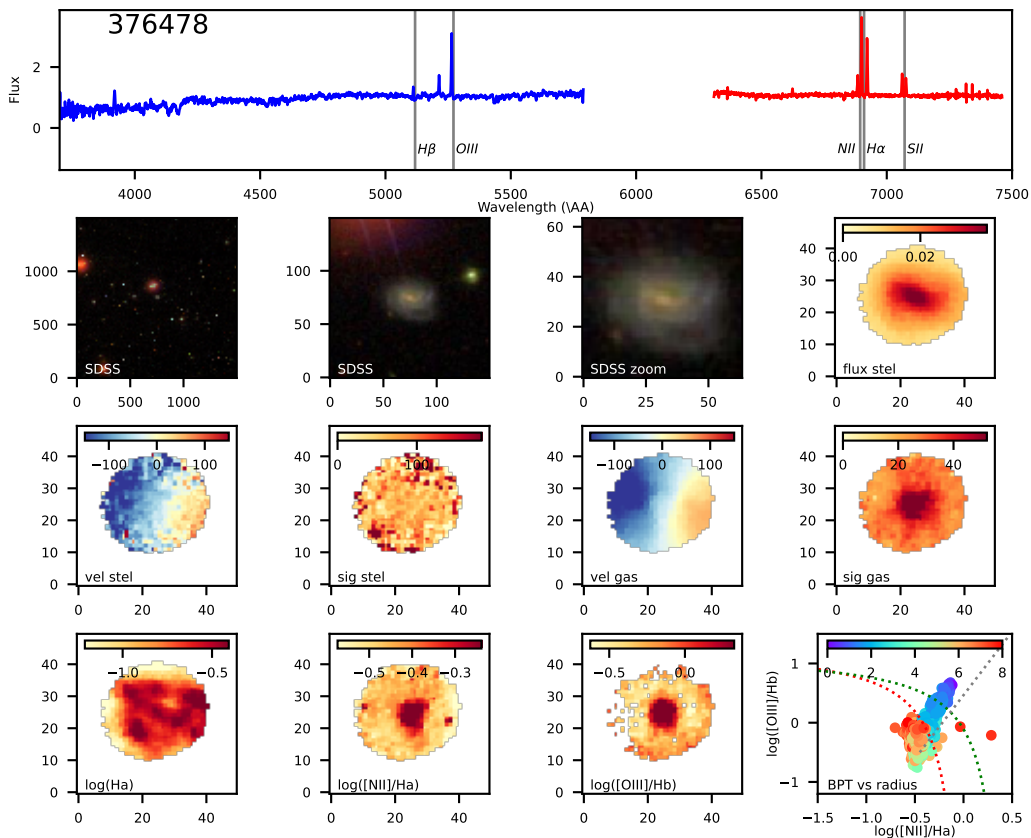 376478
Flux
0
2
Hβ
OIII
NII
Hα
SII
4000 4500 5000 5500 6000 6500 7000 7500
Wavelength (\AA)
0
500
1000
SDSS
0 500 1000
0
50
100
SDSS
0 100
0
20
40
60
SDSS zoom
0 20 40
0.00 0.02
0
10
20
30
40
flux stel
0 20 40
−100 0 100
0
10
20
30
40
vel stel
0 20 40
0 100
0
10
20
30
40
sig stel
0 20 40
−100 0 100
0
10
20
30
40
vel gas
0 20 40
0 20 40
0
10
20
30
40
sig gas
0 20 40
−1.0 −0.5
0
10
20
30
40
log(Ha)
0 20 40
−0.5 −0.4 −0.3
0
10
20
30
40
log([NII]/Ha)
0 20 40
−0.5 0.0
0
10
20
30
40
log([OIII]/Hb)
0 20 40
0 2 4 6 8
log([OIII]/Hb)
−1
0
1
BPT vs radius
−1.5 −1.0 −0.5 0.0 0.5
log([NII]/Ha)